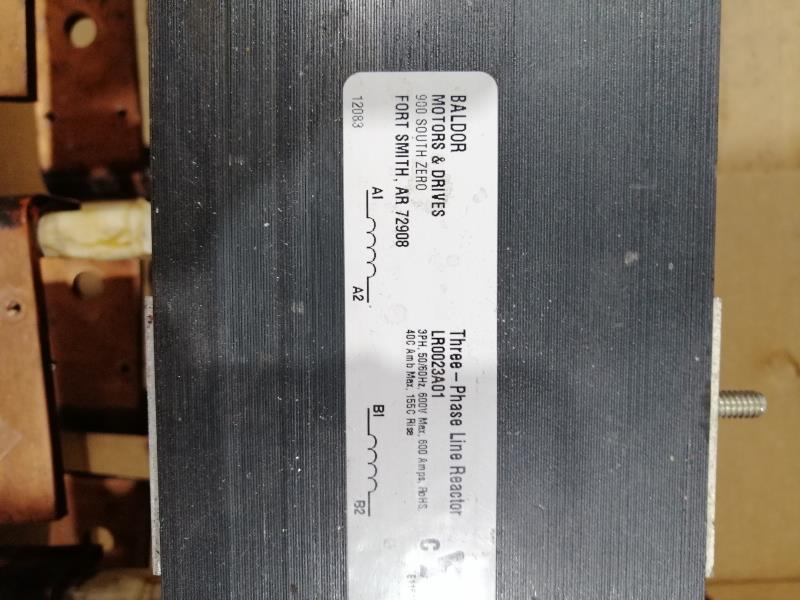 BALDOR
MOTORS & DRIVES
900 SOUTH ZERO
FORT SMITH, AR 72908
12083
A1
A2
Three-Phase Line Reactor
LR0023A01
3PH, 50/60Hz, 600V Max, 600 Amps, RoHS,
40C Amb Max, 155C Rise
B1
B2
C